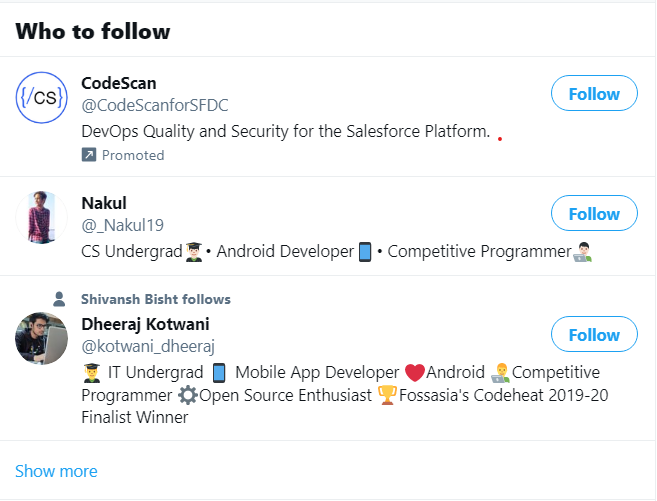 Who to follow
{/CS}
CodeScan
@CodeScanforSFDC
Follow
DevOps Quality and Security for the Salesforce Platform.
Promoted
Nakul
@_Nakul19
Follow
CS Undergrad👨🏻‍🎓• Android Developer📱• Competitive Programmer👨🏻‍💻
Shivansh Bisht follows
Dheeraj Kotwani
@kotwani_dheeraj
Follow
👨‍🎓 IT Undergrad 📱 Mobile App Developer ❤️Android 👨‍💻Competitive
Programmer ⚙️Open Source Enthusiast 🏆Fossasia's Codeheat 2019-20
Finalist Winner
Show more